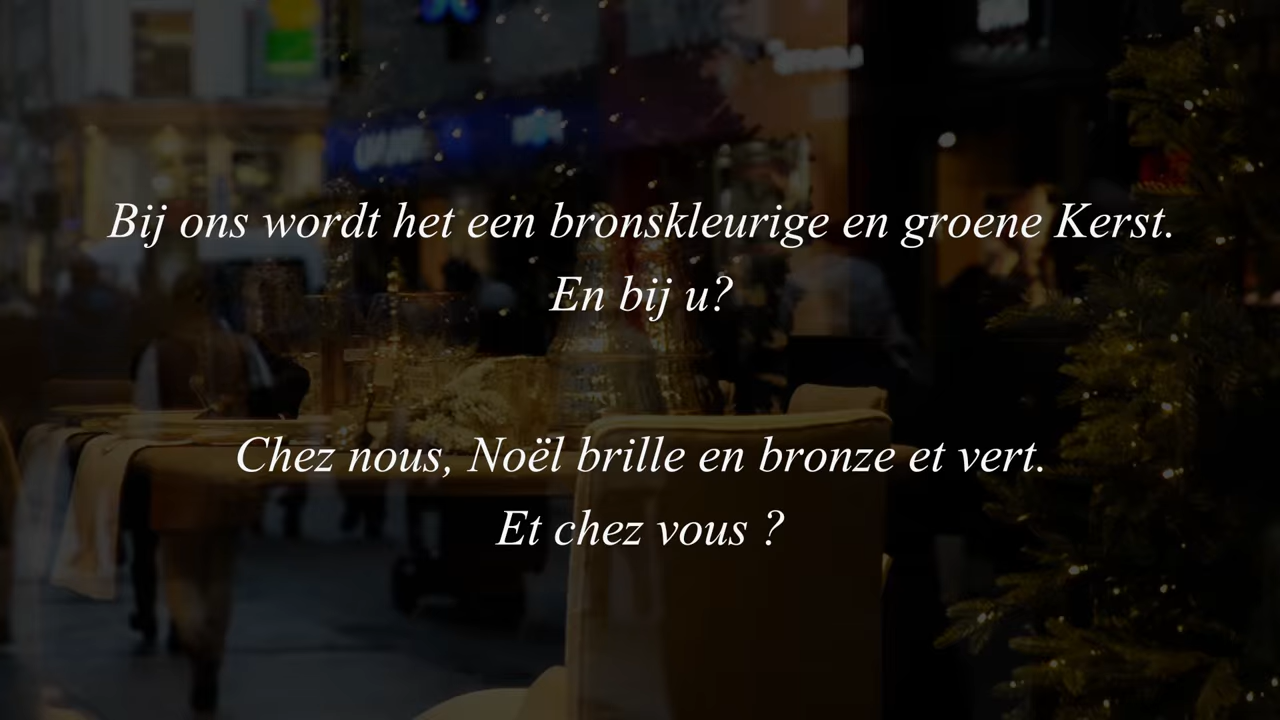 Bij ons wordt het een bronskleurige en groene Kerst.
En bij u?
Chez nous, Noël brille en bronze et vert.
Et chez vous ?